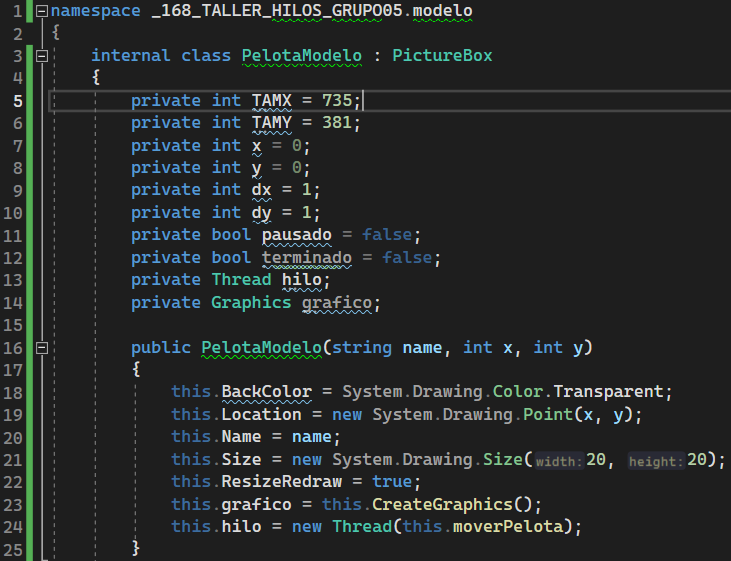 1 namespace _168_TALLER_HILOS_GRUPO05.modelo
2 {
3 internal class PelotaModelo : PictureBox
4 {
5 private int TAMX = 735;
6 private int TAMY = 381;
7 private int x = 0;
8 private int y = 0;
9 private int dx = 1;
10 private int dy = 1;
11 private bool pausado = false;
12 private bool terminado = false;
13 private Thread hilo;
14 private Graphics grafico;
15
16 public PelotaModelo(string name, int x, int y)
17 {
18 this.BackColor = System.Drawing.Color.Transparent;
19 this.Location = new System.Drawing.Point(x, y);
20 this.Name = name;
21 this.Size = new System.Drawing.Size(width: 20, height: 20);
22 this.ResizeRedraw = true;
23 this.grafico = this.CreateGraphics();
24 this.hilo = new Thread(this.moverPelota);
25 }